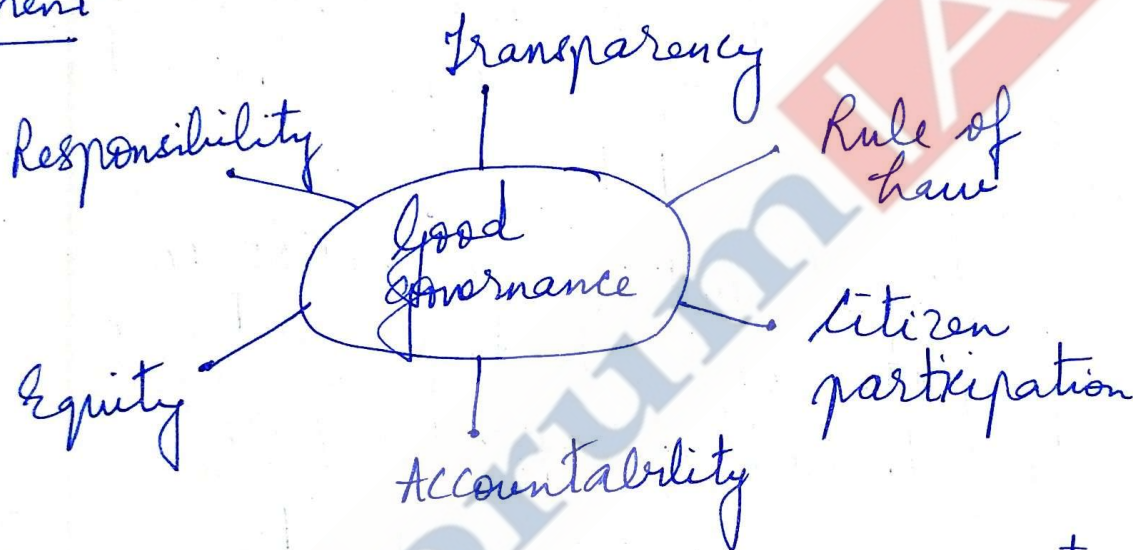 Transparency
Responsibility
Rule of
Law
Good
governance
Citizen
participation
Equity
Accountability